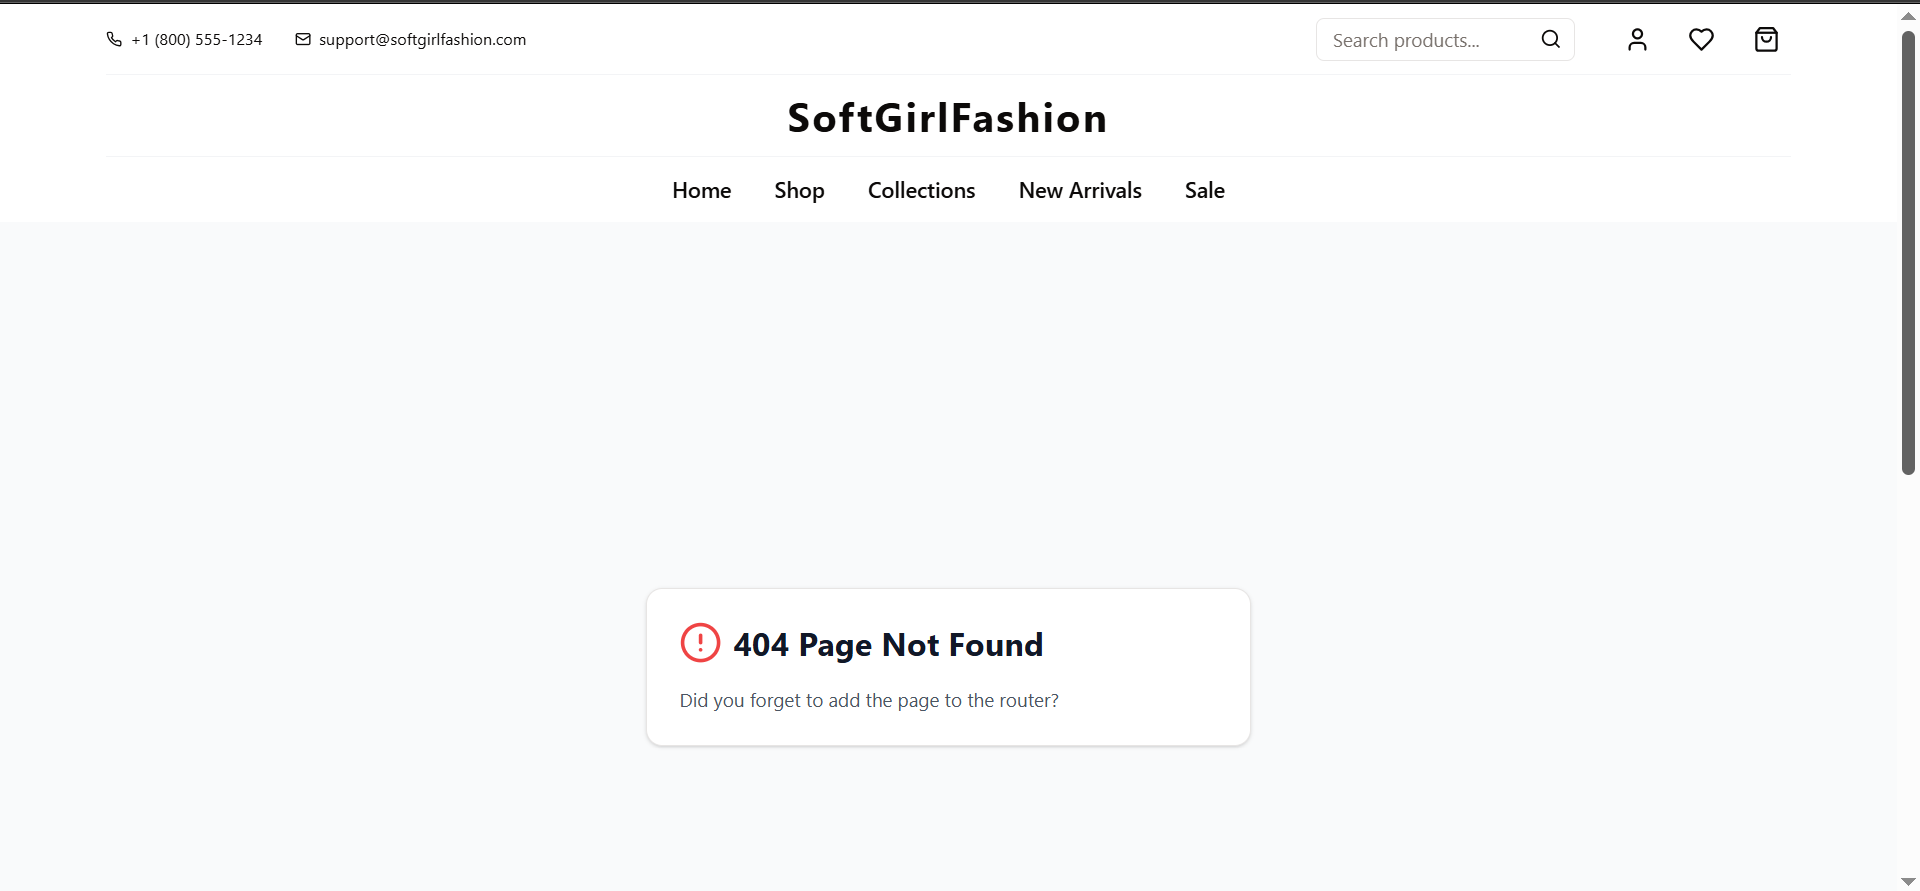 +1 (800) 555-1234 support@softgirlfashion.com Search products...
SoftGirlFashion
Home Shop Collections New Arrivals Sale
404 Page Not Found
Did you forget to add the page to the router?